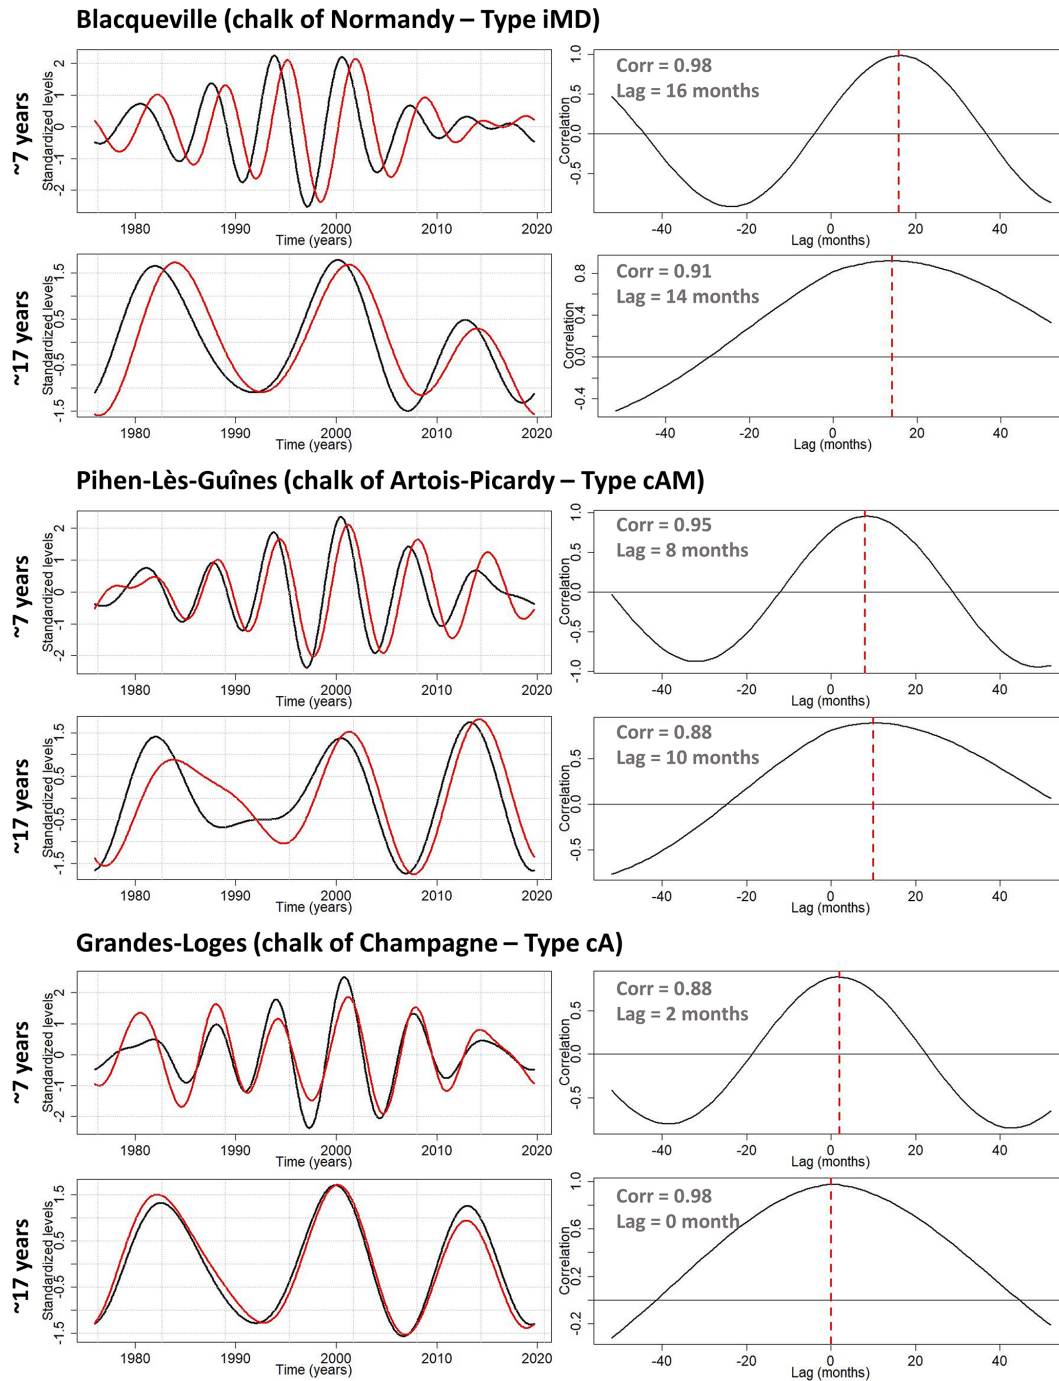 Blacqueville (chalk of Normandy – Type iMD)
~7 years
Standardized levels
2
1
0
-1
-2
1980 1990 2000 2010 2020
Time (years)
Correlation
1.0
0.5
0.0
-0.5
Corr = 0.98
Lag = 16 months
-40 -20 0 20 40
Lag (months)
~17 years
Standardized levels
1.5
0.5
-0.5
-1.5
1980 1990 2000 2010 2020
Time (years)
Correlation
0.8
0.4
0.0
-0.4
Corr = 0.91
Lag = 14 months
-40 -20 0 20 40
Lag (months)
Pihen-Lès-Guînes (chalk of Artois-Picardy – Type cAM)
~7 years
Standardized levels
2
1
0
-1
-2
1980 1990 2000 2010 2020
Time (years)
Correlation
1.0
0.5
0.0
-0.5
-1.0
Corr = 0.95
Lag = 8 months
-40 -20 0 20 40
Lag (months)
~17 years
Standardized levels
1.5
0.5
-0.5
-1.5
1980 1990 2000 2010 2020
Time (years)
Correlation
0.5
0.0
-0.5
Corr = 0.88
Lag = 10 months
-40 -20 0 20 40
Lag (months)
Grandes-Loges (chalk of Champagne – Type cA)
~7 years
Standardized levels
2
1
0
-1
-2
1980 1990 2000 2010 2020
Time (years)
Correlation
0.5
0.0
-0.5
Corr = 0.88
Lag = 2 months
-40 -20 0 20 40
Lag (months)
~17 years
Standardized levels
1.5
0.5
-0.5
-1.5
1980 1990 2000 2010 2020
Time (years)
Correlation
1.0
0.6
0.2
-0.2
Corr = 0.98
Lag = 0 month
-40 -20 0 20 40
Lag (months)